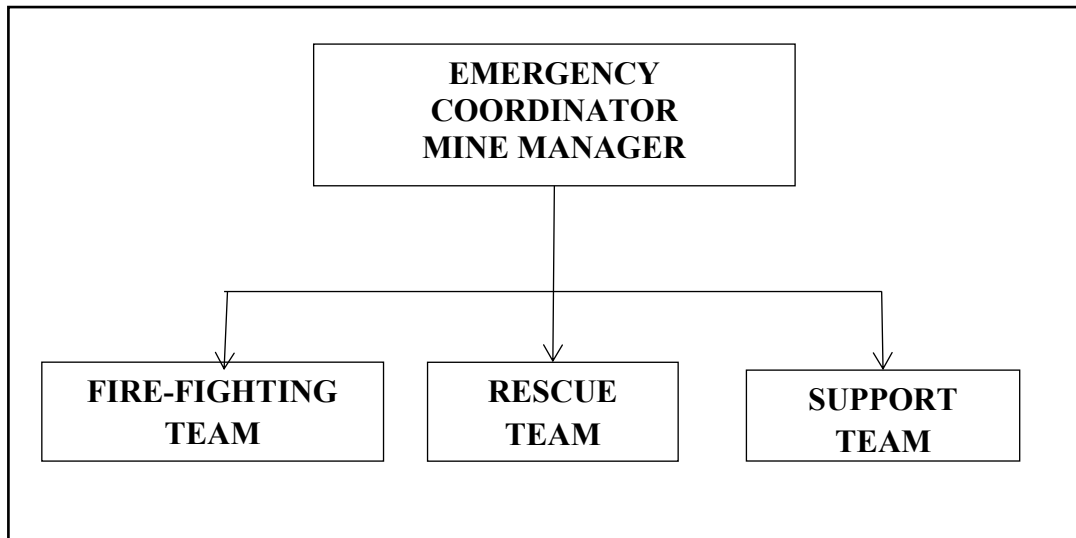 EMERGENCY
COORDINATOR
MINE MANAGER
FIRE-FIGHTING
TEAM
RESCUE
TEAM
SUPPORT
TEAM